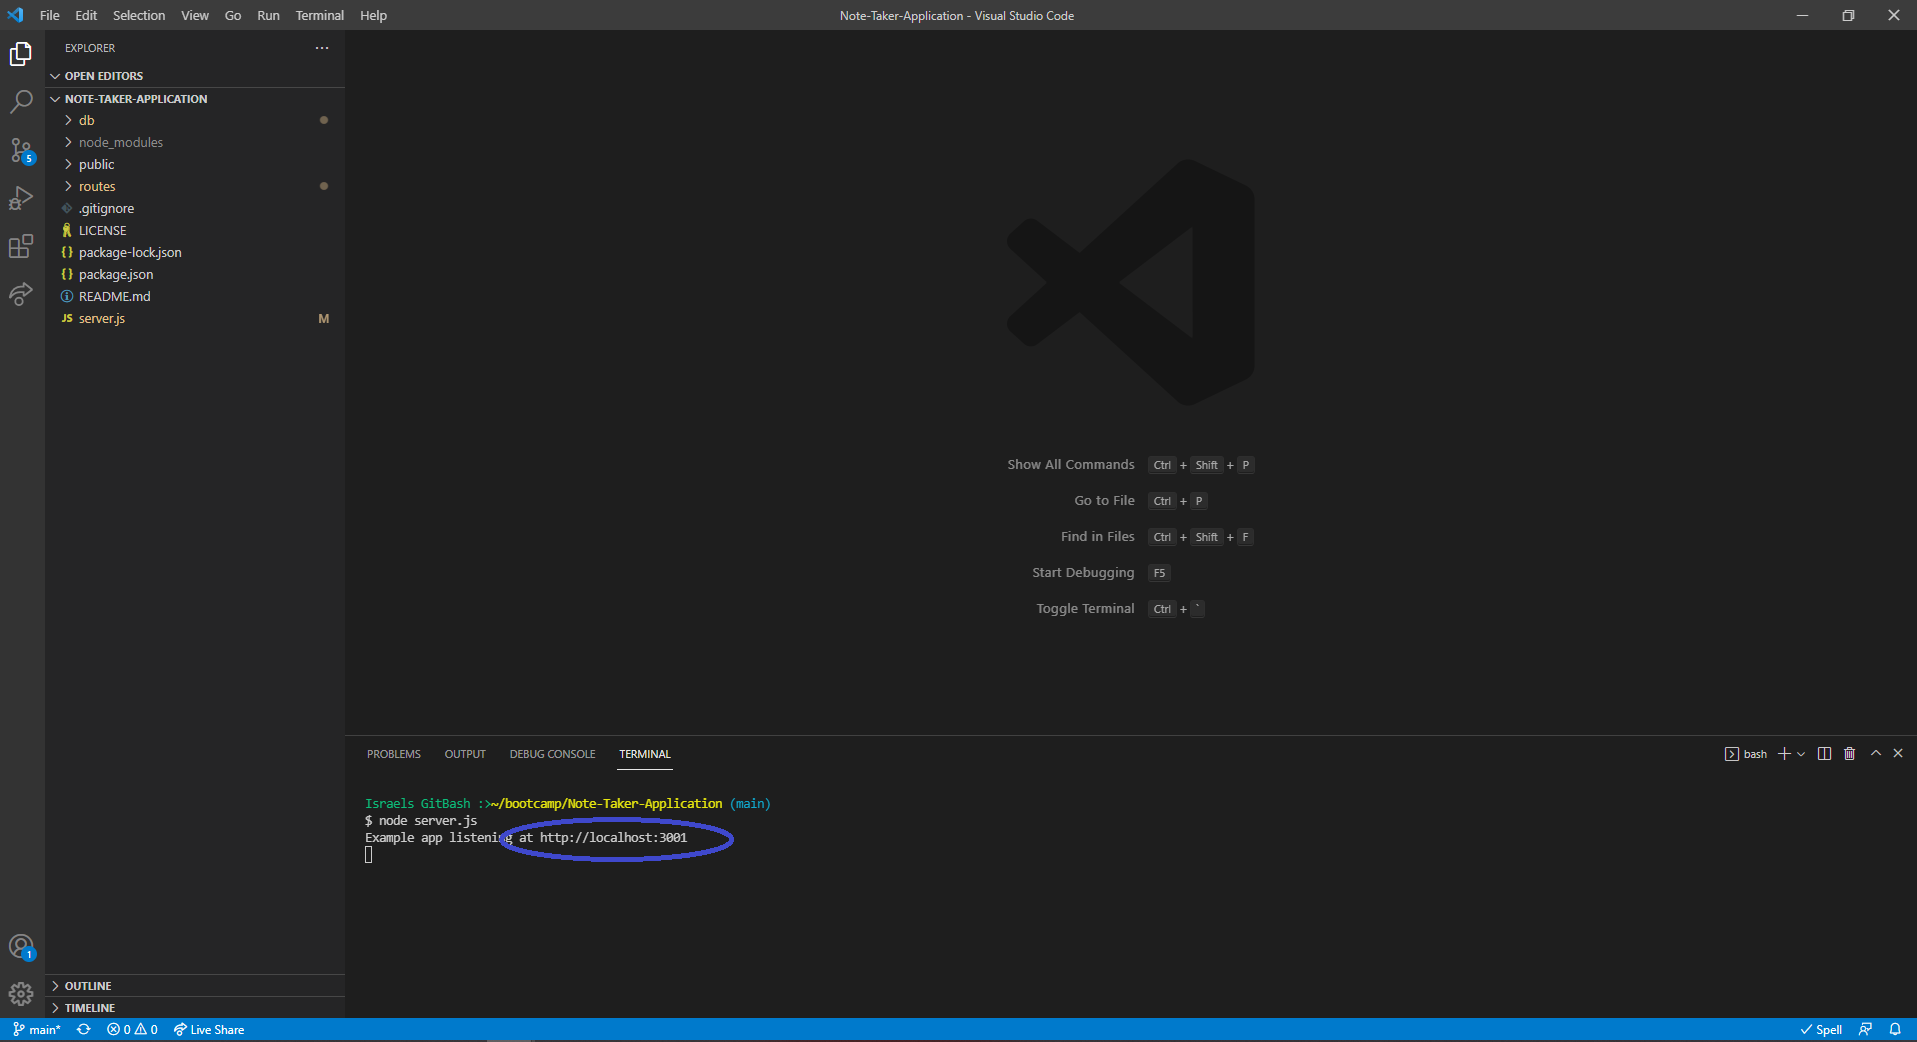 File Edit Selection View Go Run Terminal Help
Note-Taker-Application - Visual Studio Code
EXPLORER
OPEN EDITORS
NOTE-TAKER-APPLICATION
db
node_modules
public
routes
.gitignore
LICENSE
{} package-lock.json
{} package.json
README.md
JS server.js M
5
1
OUTLINE
TIMELINE
Show All Commands Ctrl + Shift + P
Go to File Ctrl + P
Find in Files Ctrl + Shift + F
Start Debugging F5
Toggle Terminal Ctrl + `
PROBLEMS OUTPUT DEBUG CONSOLE TERMINAL
bash
Israels GitBash :>~/bootcamp/Note-Taker-Application (main)
$ node server.js
Example app listening at http://localhost:3001
main* 0 0 Live Share
Spell